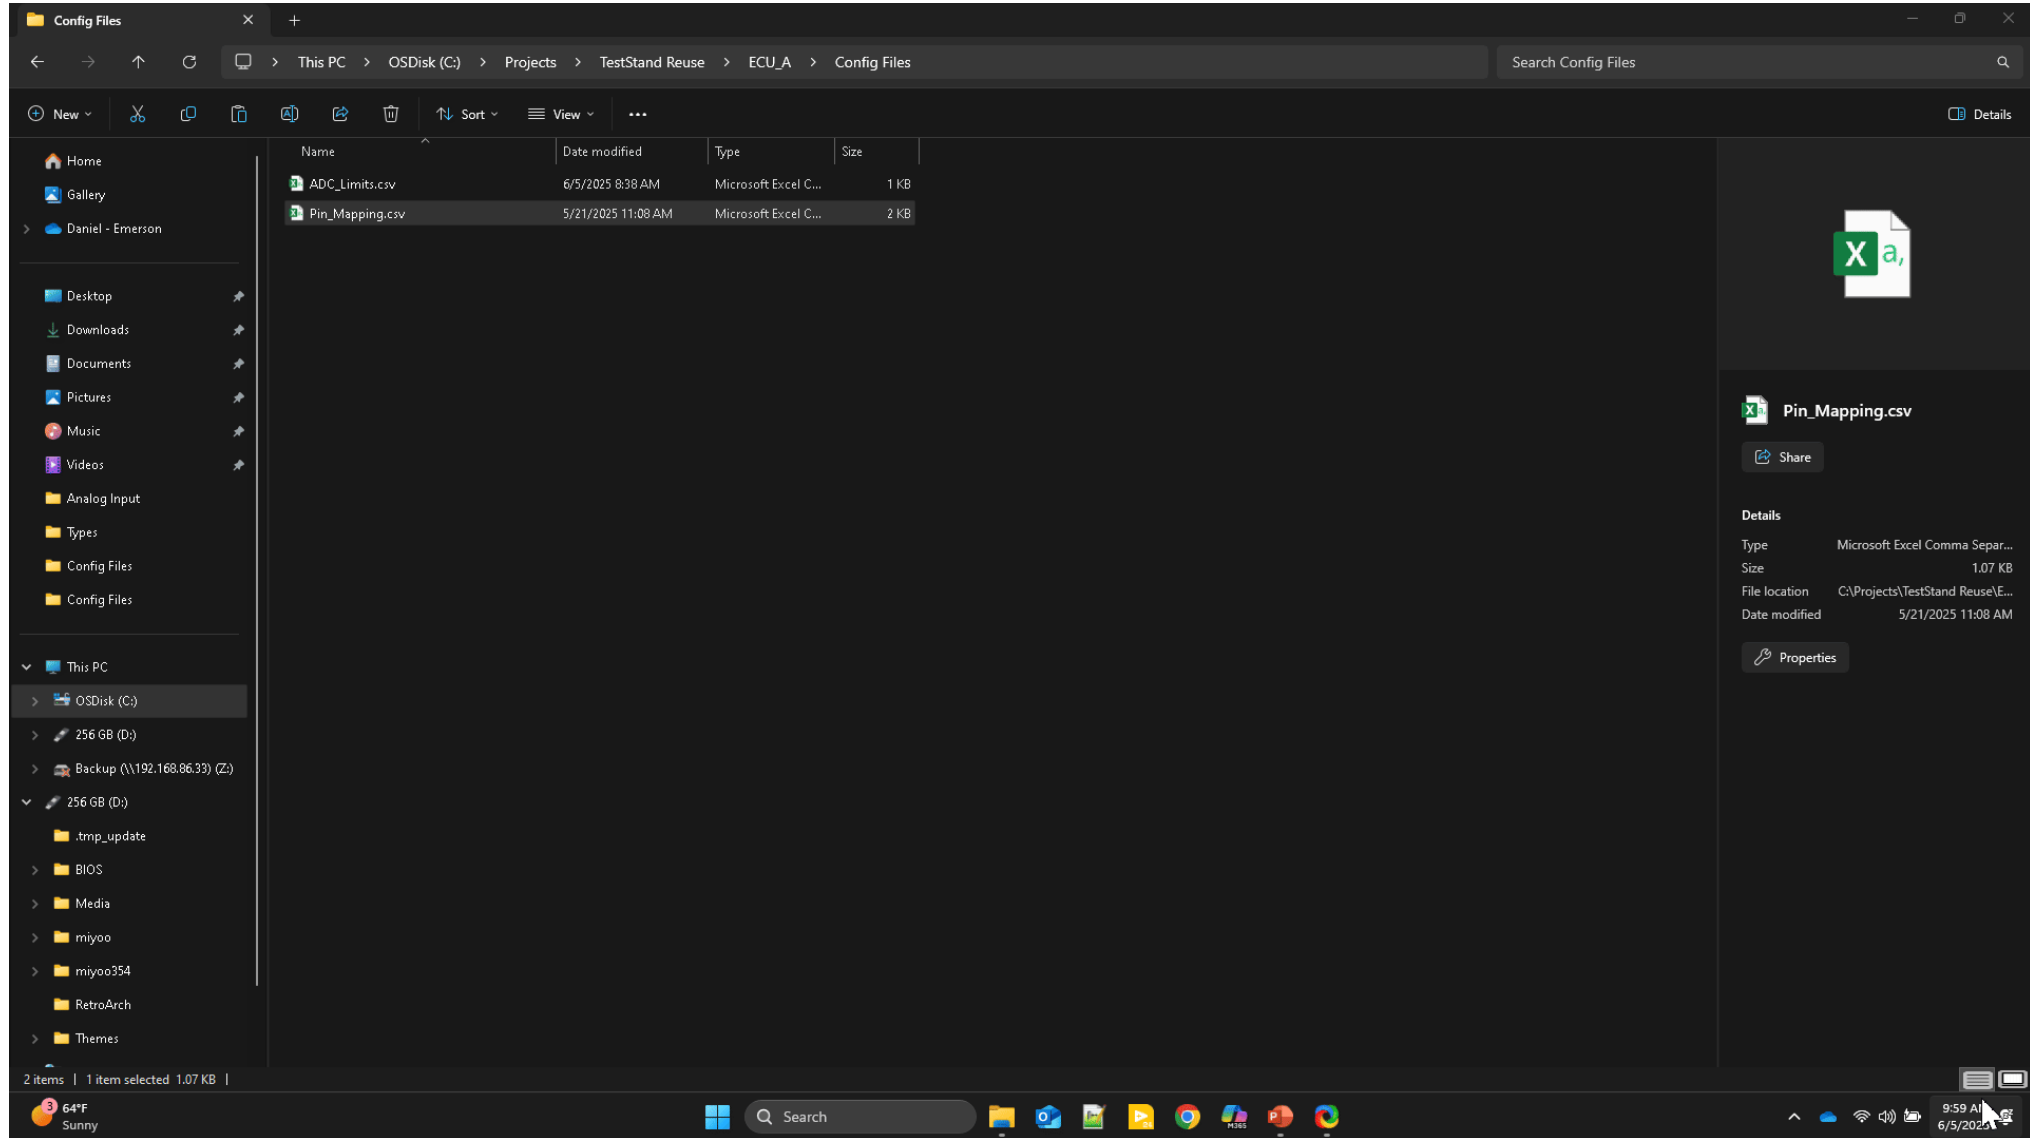 Config Files
This PC > OSDisk (C:) > Projects > TestStand Reuse > ECU_A > Config Files
Search Config Files
New
Sort
View
Details
Name Date modified Type Size
ADC_Limits.csv 6/5/2025 8:38 AM Microsoft Excel C... 1 KB
Pin_Mapping.csv 5/21/2025 11:08 AM Microsoft Excel C... 2 KB
Home
Gallery
Daniel - Emerson
Desktop
Downloads
Documents
Pictures
Music
Videos
Analog Input
Types
Config Files
Config Files
This PC
OSDisk (C:)
256 GB (D:)
Backup (\\192.168.86.33) (Z:)
256 GB (D:)
.tmp_update
BIOS
Media
miyoo
miyoo354
RetroArch
Themes
X a,
Pin_Mapping.csv
Share
Details
Type Microsoft Excel Comma Separ...
Size 1.07 KB
File location C:\Projects\TestStand Reuse\E...
Date modified 5/21/2025 11:08 AM
Properties
2 items | 1 item selected 1.07 KB |
3
64°F
Sunny
Search
M365
9:59